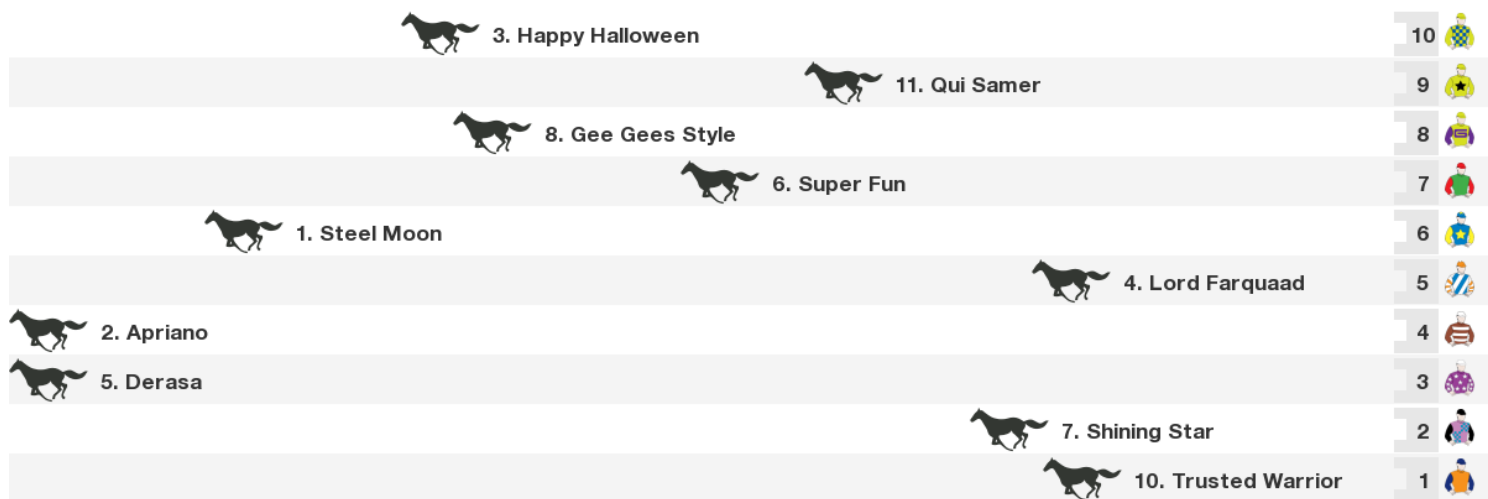 3. Happy Halloween 10
11. Qui Samer 9
8. Gee Gees Style 8
6. Super Fun 7
1. Steel Moon 6
4. Lord Farquaad 5
2. Apriano 4
5. Derasa 3
7. Shining Star 2
10. Trusted Warrior 1